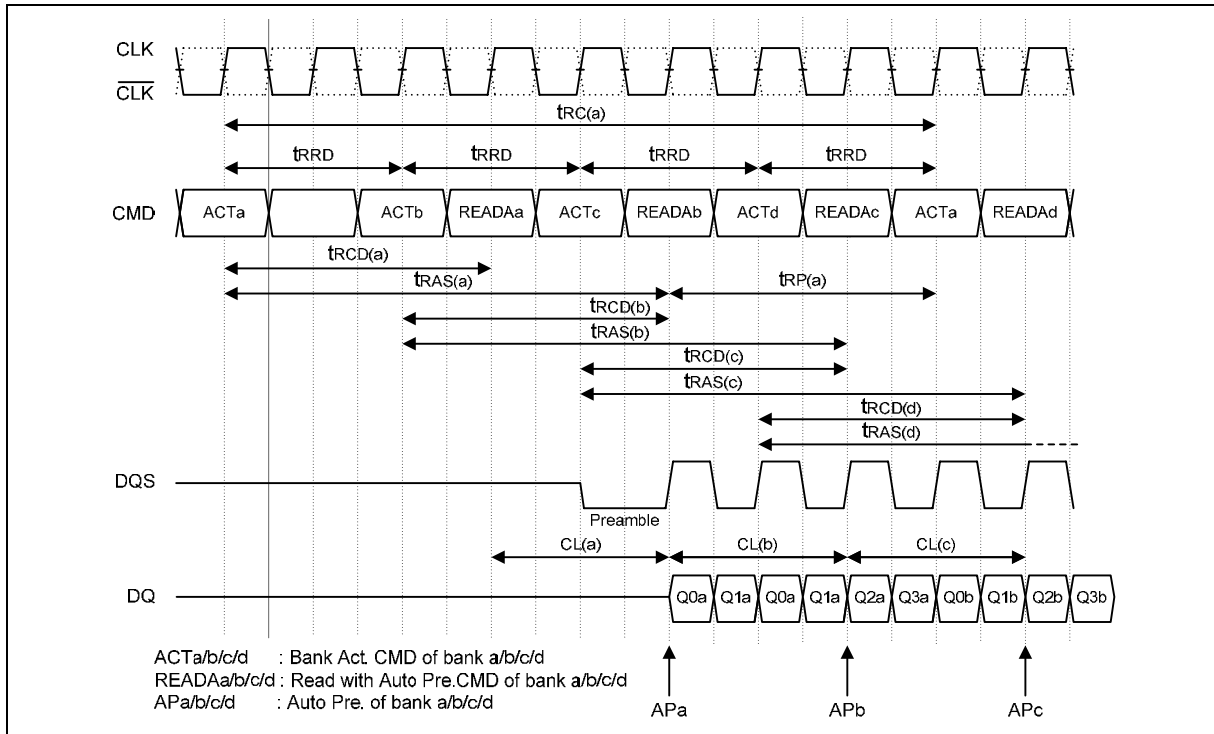 CLK
CLK
tRC(a)
tRRD tRRD tRRD tRRD
CMD ACTa ACTb READAa ACTc READAb ACTd READAc ACTa READAd
tRCD(a)
tRAS(a) tRP(a)
tRCD(b)
tRAS(b)
tRCD(c)
tRAS(c)
tRCD(d)
tRAS(d)
DQS
Preamble
CL(a) CL(b) CL(c)
DQ Q0a Q1a Q0a Q1a Q2a Q3a Q0b Q1b Q2b Q3b
ACTa/b/c/d : Bank Act. CMD of bank a/b/c/d
READAa/b/c/d : Read with Auto Pre.CMD of bank a/b/c/d
APa/b/c/d : Auto Pre. of bank a/b/c/d
APa APb APc